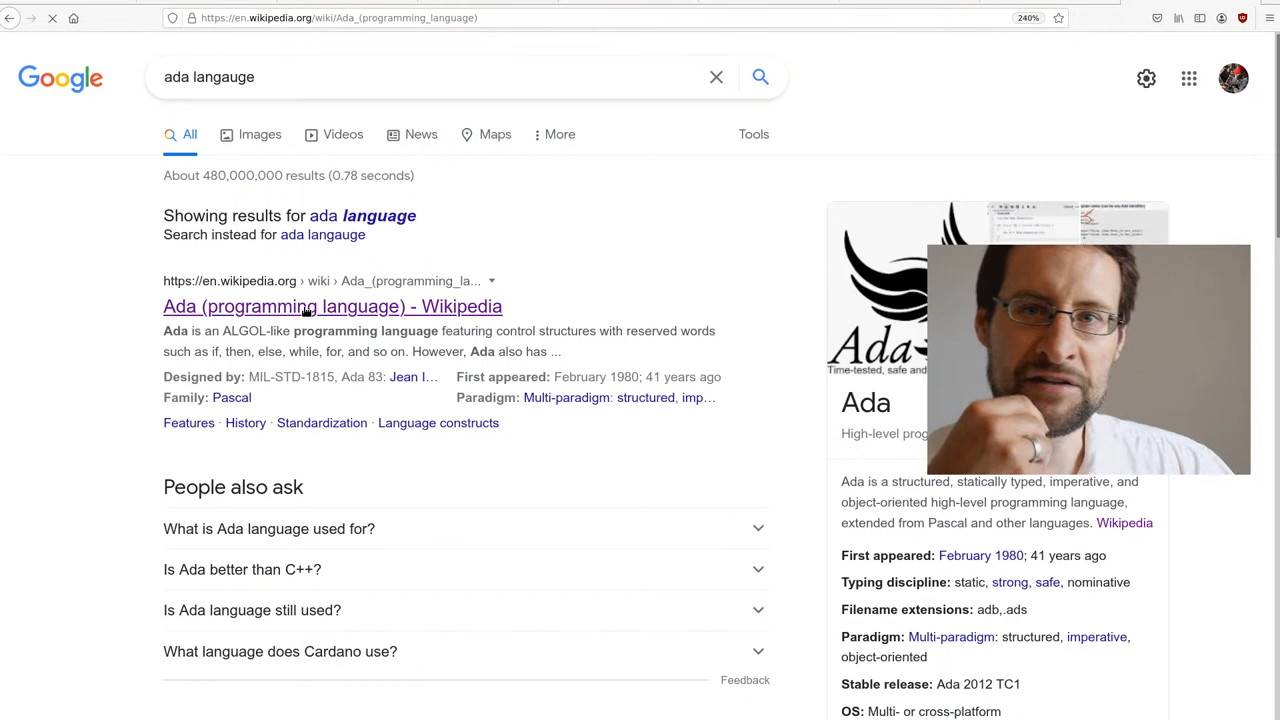 https://en.wikipedia.org/wiki/Ada_(programming_language)
240%
Google
ada langauge
All
Images
Videos
News
Maps
More
Tools
About 480,000,000 results (0.78 seconds)
Showing results for ada language
Search instead for ada langauge
https://en.wikipedia.org › wiki › Ada_(programming_la...
Ada (programming language) - Wikipedia
Ada is an ALGOL-like programming language featuring control structures with reserved words
such as if, then, else, while, for, and so on. However, Ada also has ...
Designed by: MIL-STD-1815, Ada 83: Jean I...
First appeared: February 1980; 41 years ago
Family: Pascal
Paradigm: Multi-paradigm: structured, imp...
Features · History · Standardization · Language constructs
People also ask
What is Ada language used for?
Is Ada better than C++?
Is Ada language still used?
What language does Cardano use?
Feedback
Ada
Time-tested, safe and
Ada
High-level prog
Ada is a structured, statically typed, imperative, and
object-oriented high-level programming language,
extended from Pascal and other languages. Wikipedia
First appeared: February 1980; 41 years ago
Typing discipline: static, strong, safe, nominative
Filename extensions: adb,.ads
Paradigm: Multi-paradigm: structured, imperative,
object-oriented
Stable release: Ada 2012 TC1
OS: Multi- or cross-platform